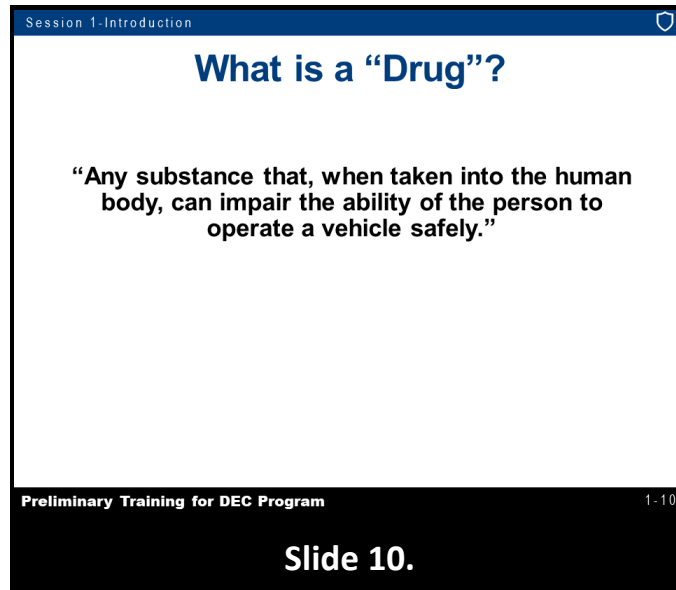 Session 1-Introduction
What is a “Drug”?
“Any substance that, when taken into the human
body, can impair the ability of the person to
operate a vehicle safely.”
Preliminary Training for DEC Program
1-10
Slide 10.